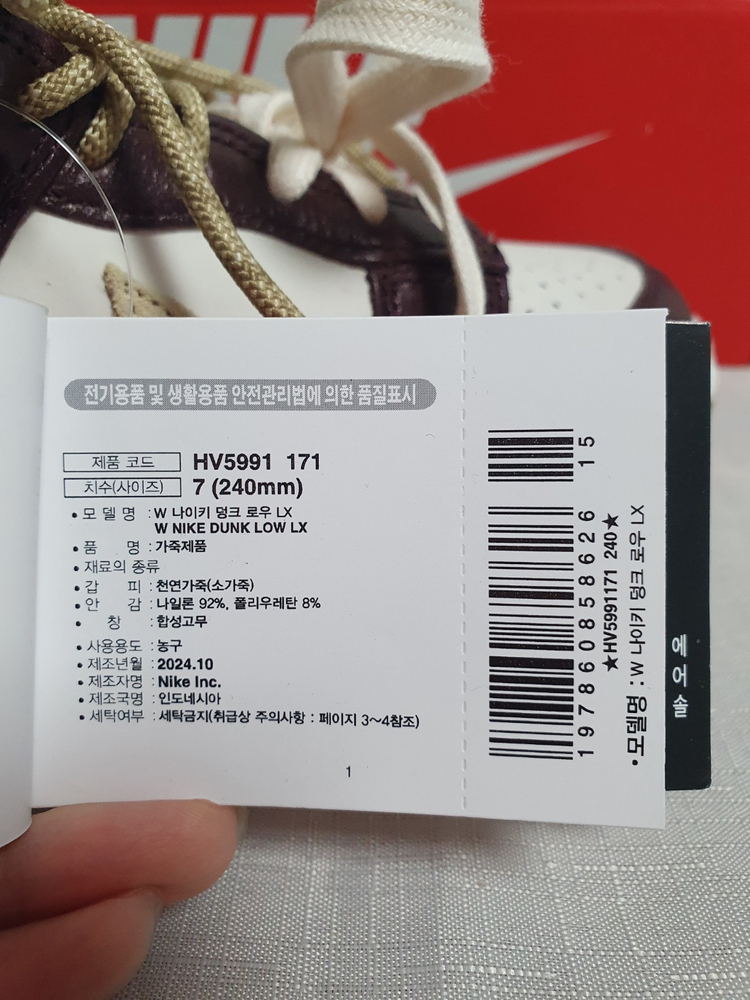 NIKE
전기용품 및 생활용품 안전관리법에 의한 품질표시
제품 코드 HV5991 171
치수(사이즈) 7 (240mm)
• 모 델 명 : W 나이키 덩크 로우 LX
W NIKE DUNK LOW LX
• 품 명 : 가죽제품
• 재료의 종류
• 갑 피 : 천연가죽(소가죽)
• 안 감 : 나일론 92%, 폴리우레탄 8%
• 창 : 합성고무
• 사용용도 : 농구
• 제조년월 : 2024.10
• 제조자명 : Nike Inc.
• 제조국명 : 인도네시아
• 세탁여부 : 세탁금지(취급상 주의사항 : 페이지 3~4참조)
1
15
197860858626
★HV5991171 240★
•모델명 : W 나이키 덩크 로우 LX
에어 솔